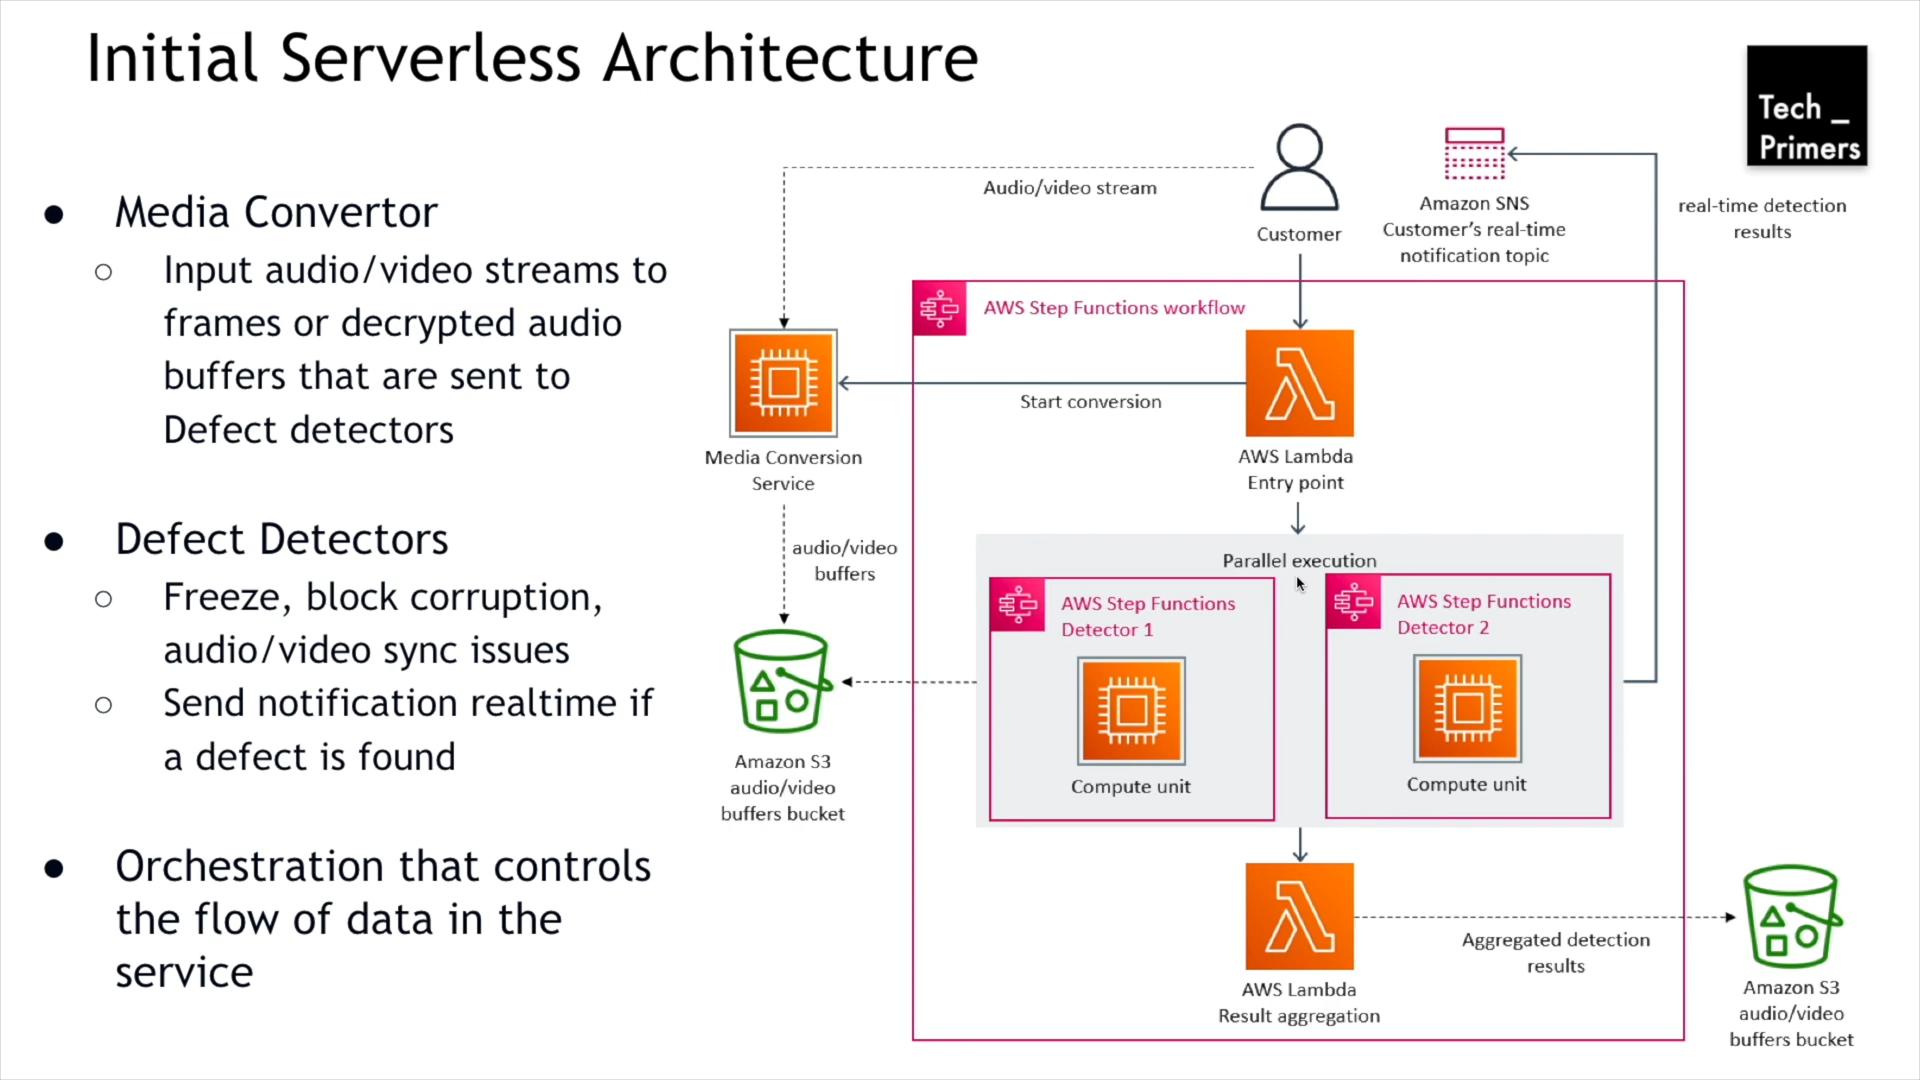 Initial Serverless Architecture
Tech _
Primers
● Media Convertor
○ Input audio/video streams to
frames or decrypted audio
buffers that are sent to
Defect detectors
● Defect Detectors
○ Freeze, block corruption,
audio/video sync issues
○ Send notification realtime if
a defect is found
● Orchestration that controls
the flow of data in the
service
Audio/video stream
Customer
Amazon SNS
Customer's real-time
notification topic
real-time detection
results
AWS Step Functions workflow
Start conversion
Media Conversion
Service
AWS Lambda
Entry point
audio/video
buffers
Parallel execution
AWS Step Functions
Detector 1
Compute unit
AWS Step Functions
Detector 2
Compute unit
Amazon S3
audio/video
buffers bucket
AWS Lambda
Result aggregation
Aggregated detection
results
Amazon S3
audio/video
buffers bucket